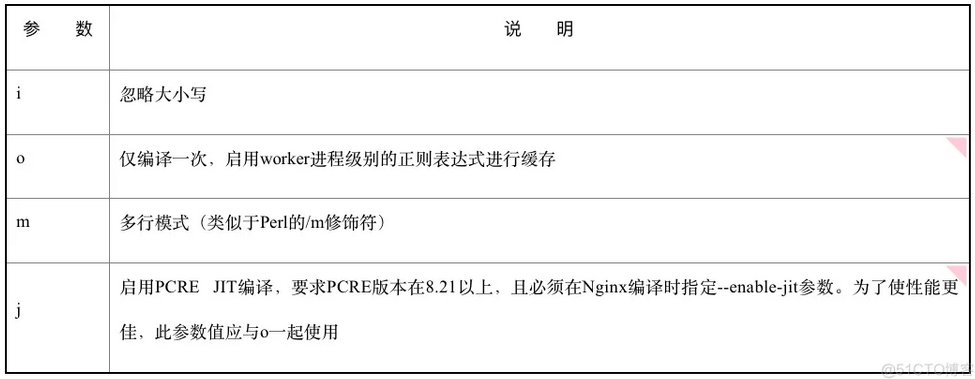 参 数 说 明
i 忽略大小写
o 仅编译一次，启用worker进程级别的正则表达式进行缓存
m 多行模式（类似于Perl的/m修饰符）
j 启用PCRE JIT编译，要求PCRE版本在8.21以上，且必须在Nginx编译时指定--enable-jit参数。为了使性能更
佳，此参数值应与o一起使用
@51CTO博客